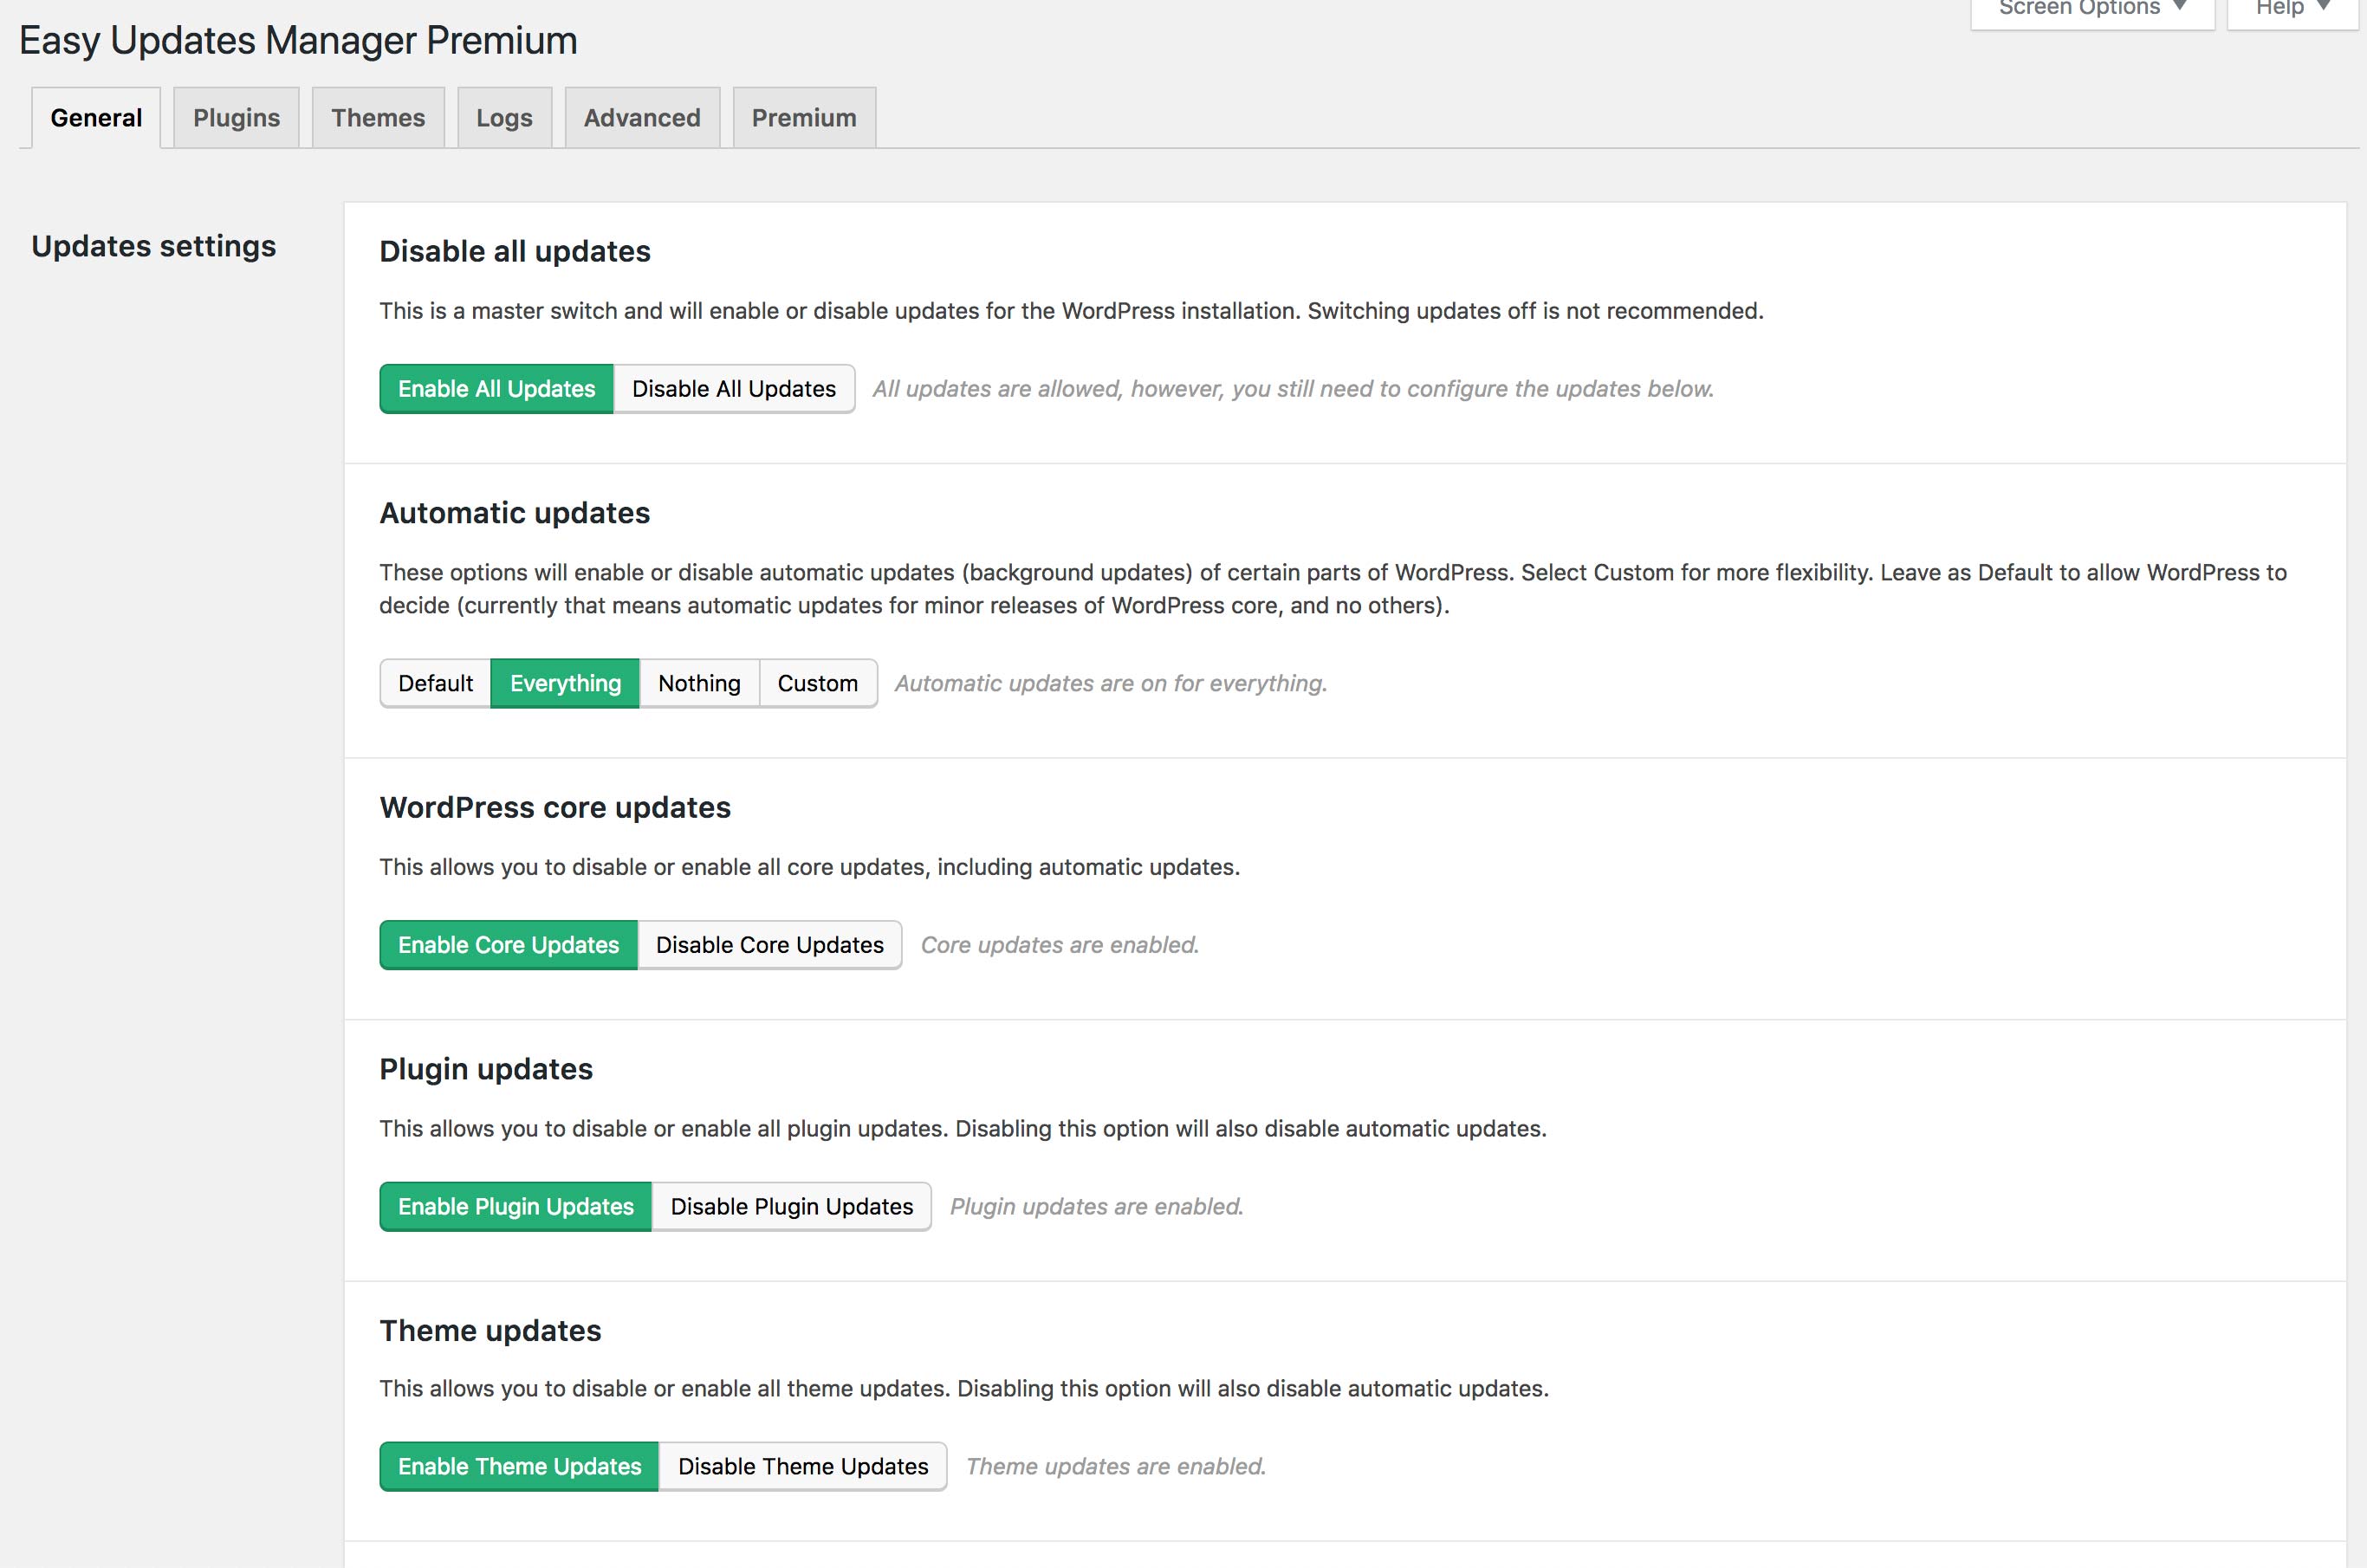 Screen Options ▼ Help ▼
Easy Updates Manager Premium
General Plugins Themes Logs Advanced Premium
Updates settings
Disable all updates
This is a master switch and will enable or disable updates for the WordPress installation. Switching updates off is not recommended.
Enable All Updates Disable All Updates All updates are allowed, however, you still need to configure the updates below.
Automatic updates
These options will enable or disable automatic updates (background updates) of certain parts of WordPress. Select Custom for more flexibility. Leave as Default to allow WordPress to
decide (currently that means automatic updates for minor releases of WordPress core, and no others).
Default Everything Nothing Custom Automatic updates are on for everything.
WordPress core updates
This allows you to disable or enable all core updates, including automatic updates.
Enable Core Updates Disable Core Updates Core updates are enabled.
Plugin updates
This allows you to disable or enable all plugin updates. Disabling this option will also disable automatic updates.
Enable Plugin Updates Disable Plugin Updates Plugin updates are enabled.
Theme updates
This allows you to disable or enable all theme updates. Disabling this option will also disable automatic updates.
Enable Theme Updates Disable Theme Updates Theme updates are enabled.